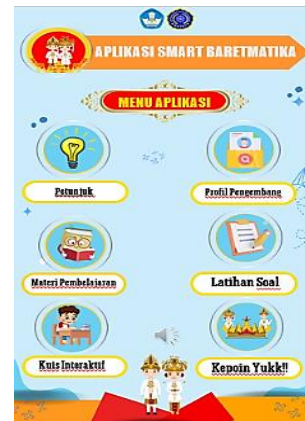 APLIKASI SMART BARETMATIKA
MENU APLIKASI
Petunjuk
Profil Pengembang
Materi Pembelajaran
Latihan Soal
Kuis Interaktif
Kepoin Yukk!!